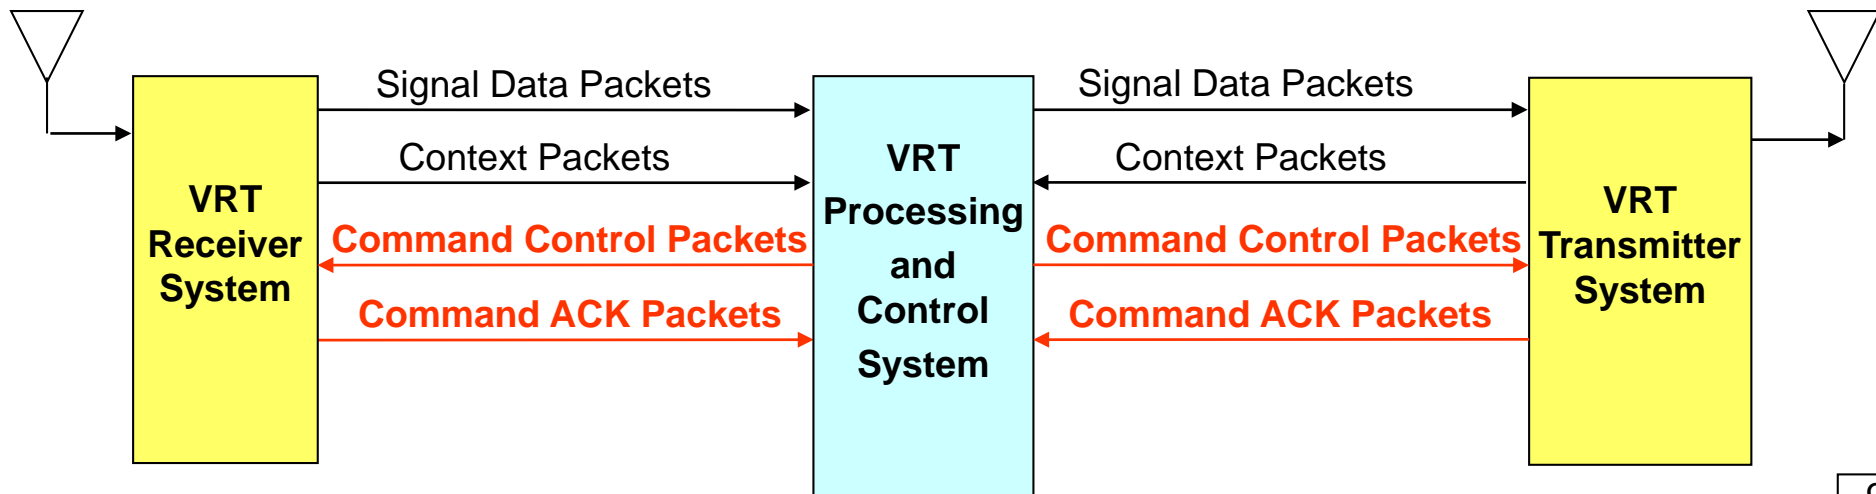 Signal Data Packets
Signal Data Packets
Context Packets
Context Packets
VRT
Receiver
System
VRT
Processing
and
Control
System
VRT
Transmitter
System
Command Control Packets
Command Control Packets
Command ACK Packets
Command ACK Packets